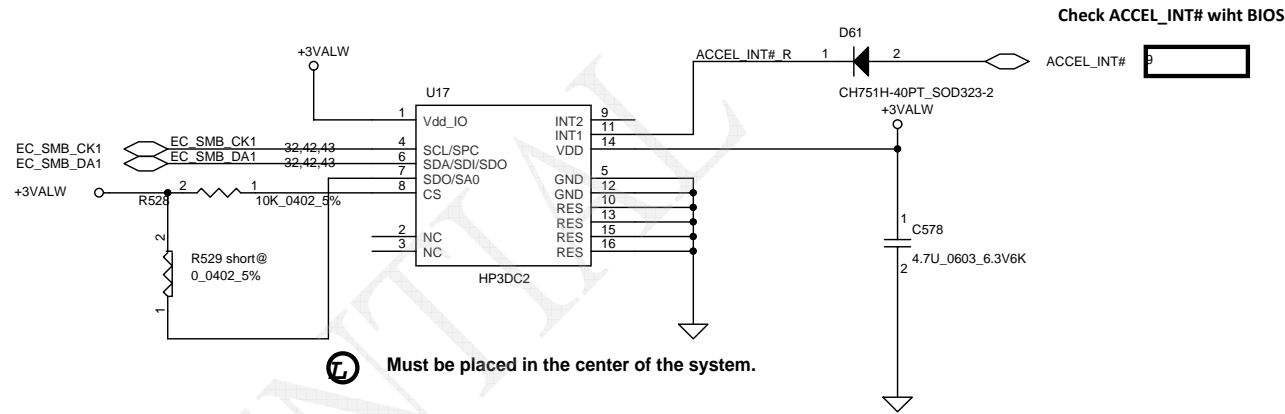 Check ACCEL_INT# wiht BIOS
+3VALW
D61
ACCEL_INT#_R
1
2
ACCEL_INT#
9
CH751H-40PT_SOD323-2
+3VALW
U17
1
Vdd_IO
INT2
9
INT1
11
VDD
14
EC_SMB_CK1
EC_SMB_CK1
32,42,43
4
SCL/SPC
EC_SMB_DA1
EC_SMB_DA1
32,42,43
6
SDA/SDI/SDO
7
SDO/SA0
GND
5
+3VALW
2
1
8
CS
GND
12
R528
10K_0402_5%
RES
10
RES
13
2
NC
RES
15
3
NC
RES
16
HP3DC2
2
R529 short@
0_0402_5%
1
1
C578
4.7U_0603_6.3V6K
2
L
Must be placed in the center of the system.
NTIAL